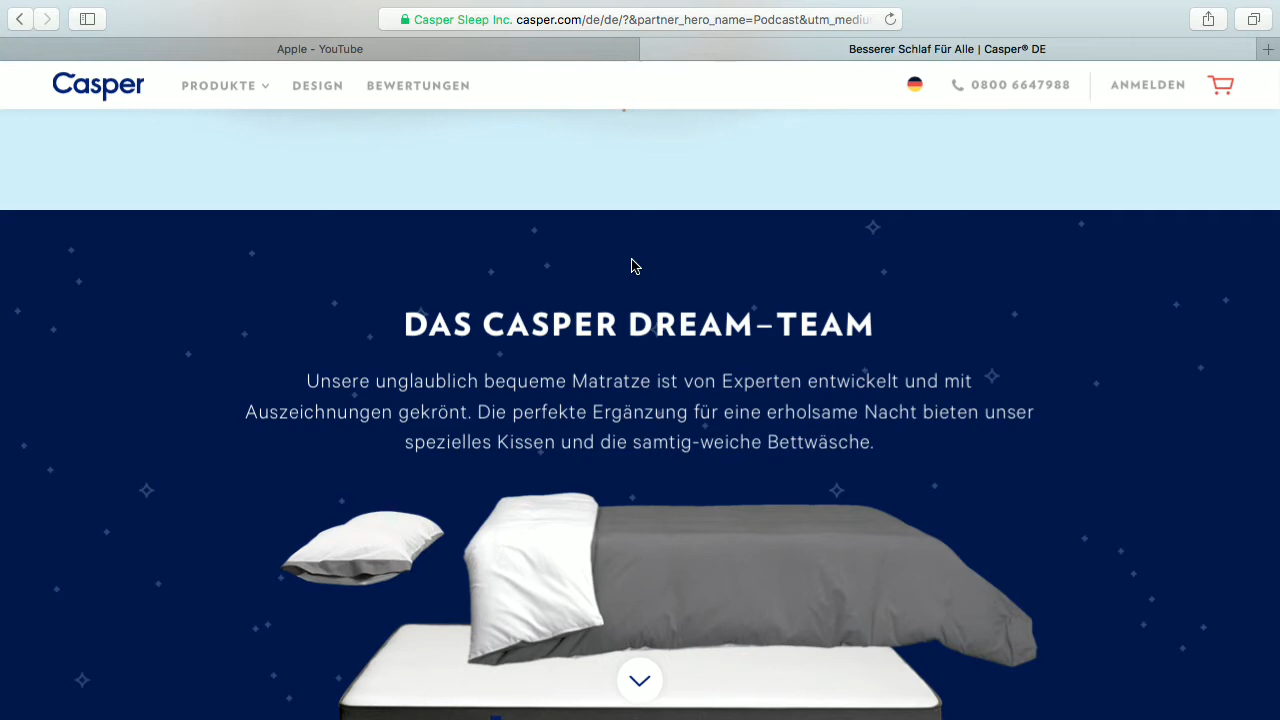 Casper Sleep Inc. casper.com/de/de/?&partner_hero_name=Podcast&utm_mediu
Apple – YouTube
Besserer Schlaf Für Alle | Casper® DE
Casper
PRODUKTE
DESIGN
BEWERTUNGEN
0800 6647988
ANMELDEN
DAS CASPER DREAM–TEAM
Unsere unglaublich bequeme Matratze ist von Experten entwickelt und mit
Auszeichnungen gekrönt. Die perfekte Ergänzung für eine erholsame Nacht bieten unser
spezielles Kissen und die samtig-weiche Bettwäsche.